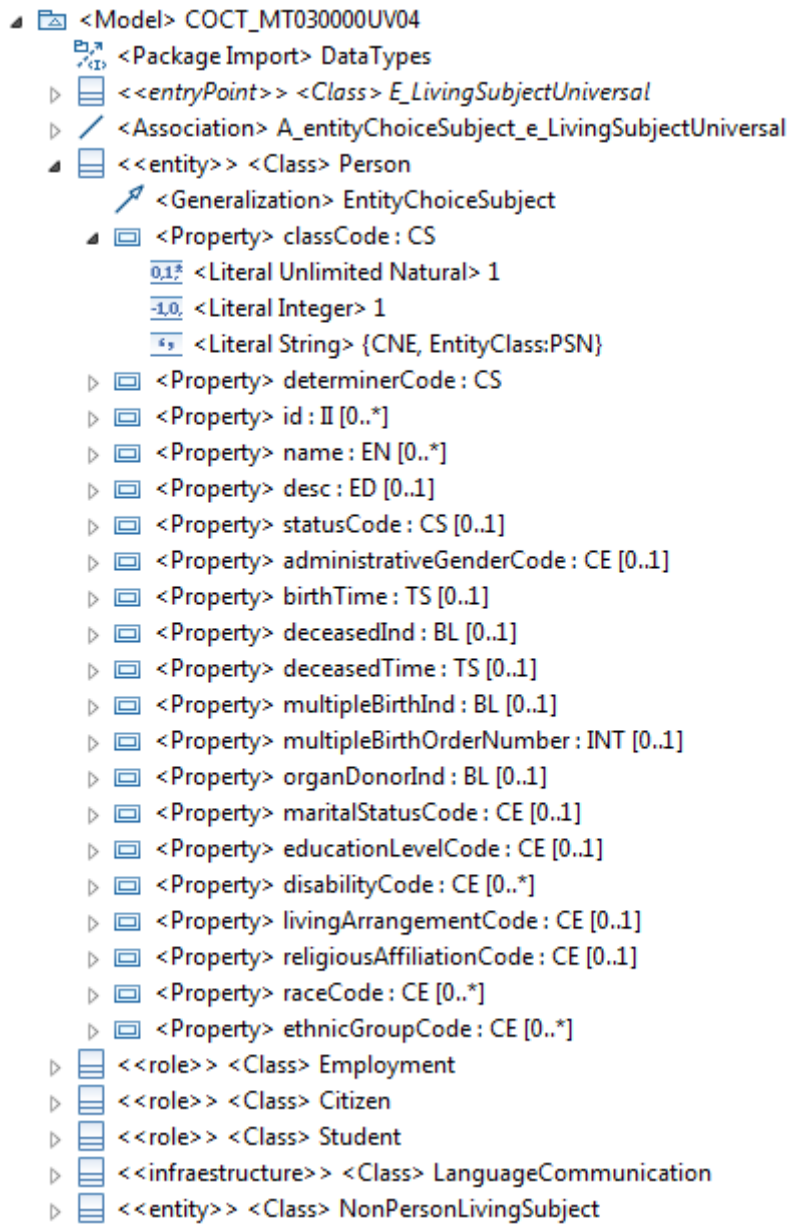 <Model> COCT_MT030000UV04
<Package Import> DataTypes
<<entryPoint>> <Class> E_LivingSubjectUniversal
<Association> A_entityChoiceSubject_e_LivingSubjectUniversal
<<entity>> <Class> Person
<Generalization> EntityChoiceSubject
<Property> classCode : CS
<Literal Unlimited Natural> 1
<Literal Integer> 1
<Literal String> {CNE, EntityClass:PSN}
<Property> determinerCode : CS
<Property> id : II [0..*]
<Property> name : EN [0..*]
<Property> desc : ED [0..1]
<Property> statusCode : CS [0..1]
<Property> administrativeGenderCode : CE [0..1]
<Property> birthTime : TS [0..1]
<Property> deceasedInd : BL [0..1]
<Property> deceasedTime : TS [0..1]
<Property> multipleBirthInd : BL [0..1]
<Property> multipleBirthOrderNumber : INT [0..1]
<Property> organDonorInd : BL [0..1]
<Property> maritalStatusCode : CE [0..1]
<Property> educationLevelCode : CE [0..1]
<Property> disabilityCode : CE [0..*]
<Property> livingArrangementCode : CE [0..1]
<Property> religiousAffiliationCode : CE [0..1]
<Property> raceCode : CE [0..*]
<Property> ethnicGroupCode : CE [0..*]
<<role>> <Class> Employment
<<role>> <Class> Citizen
<<role>> <Class> Student
<<infraestructure>> <Class> LanguageCommunication
<<entity>> <Class> NonPersonLivingSubject